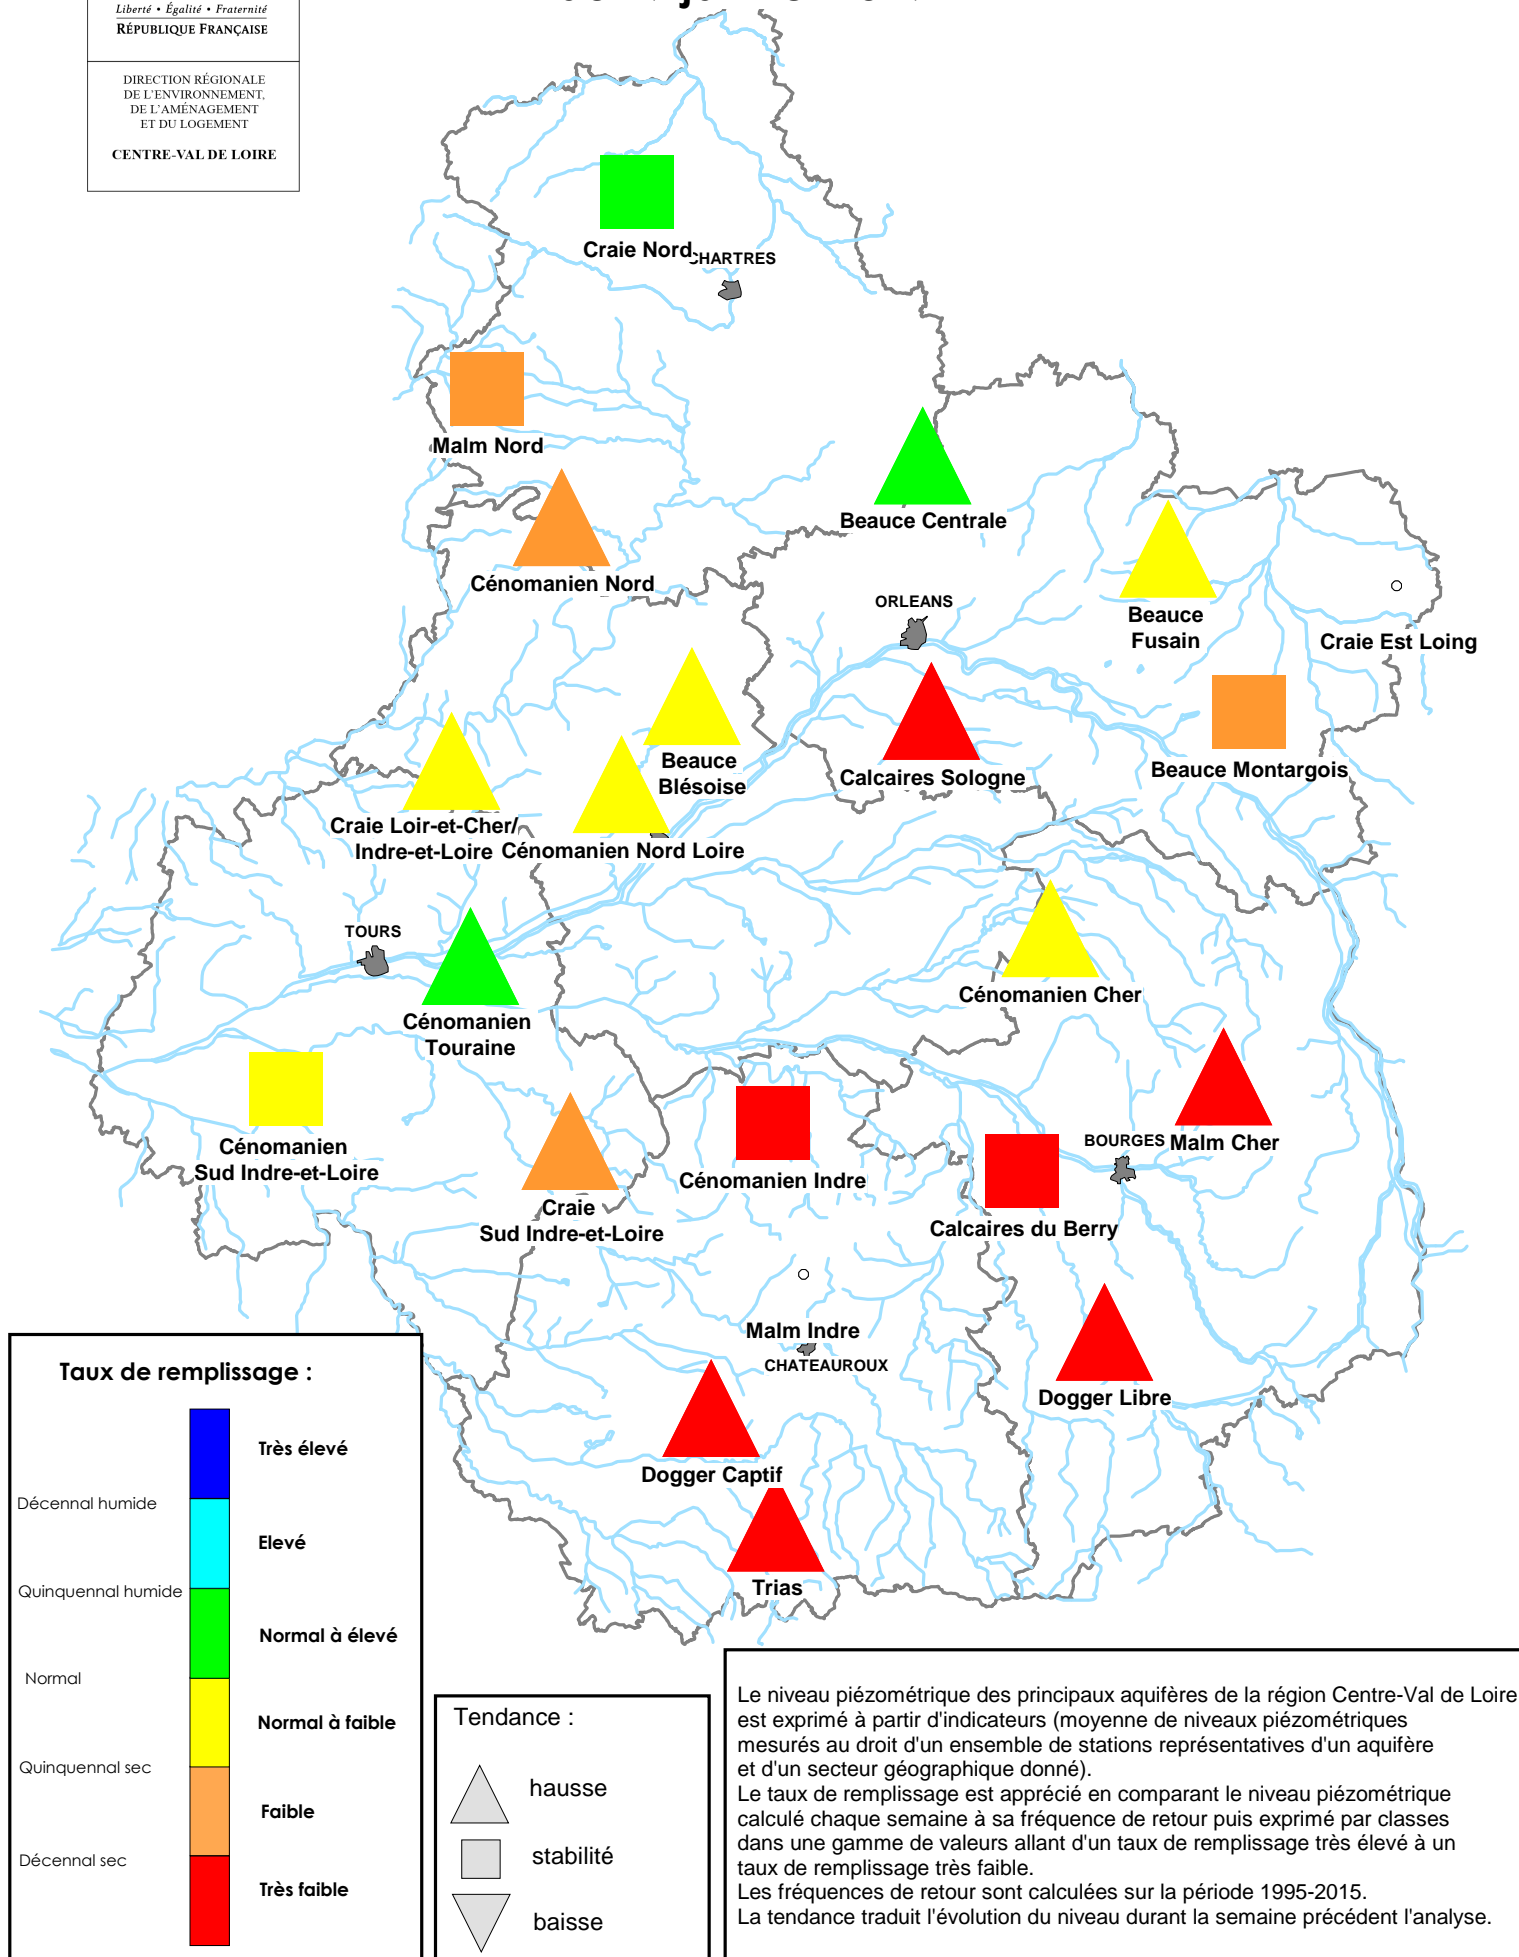 Liberté • Égalité • Fraternité
RÉPUBLIQUE FRANÇAISE
DIRECTION RÉGIONALE
DE L'ENVIRONNEMENT,
DE L'AMÉNAGEMENT
ET DU LOGEMENT
CENTRE-VAL DE LOIRE
Craie Nord
CHARTRES
Malm Nord
Beauce Centrale
Cénomanien Nord
ORLEANS
Beauce
Fusain
Craie Est Loing
Beauce
Blésoise
Calcaires Sologne
Beauce Montargois
Craie Loir-et-Cher/
Indre-et-Loire
Cénomanien Nord Loire
TOURS
Cénomanien Cher
Cénomanien
Touraine
Cénomanien
Sud Indre-et-Loire
BOURGES
Malm Cher
Cénomanien Indre
Craie
Sud Indre-et-Loire
Calcaires du Berry
Malm Indre
CHATEAUROUX
Dogger Libre
Dogger Captif
Trias
Taux de remplissage :
Très élevé
Décennal humide
Elevé
Quinquennal humide
Normal à élevé
Normal
Normal à faible
Quinquennal sec
Faible
Décennal sec
Très faible
Tendance :
hausse
stabilité
baisse
Le niveau piézométrique des principaux aquifères de la région Centre-Val de Loire
est exprimé à partir d'indicateurs (moyenne de niveaux piézométriques
mesurés au droit d'un ensemble de stations représentatives d'un aquifère
et d'un secteur géographique donné).
Le taux de remplissage est apprécié en comparant le niveau piézométrique
calculé chaque semaine à sa fréquence de retour puis exprimé par classes
dans une gamme de valeurs allant d'un taux de remplissage très élevé à un
taux de remplissage très faible.
Les fréquences de retour sont calculées sur la période 1995-2015.
La tendance traduit l'évolution du niveau durant la semaine précédent l'analyse.